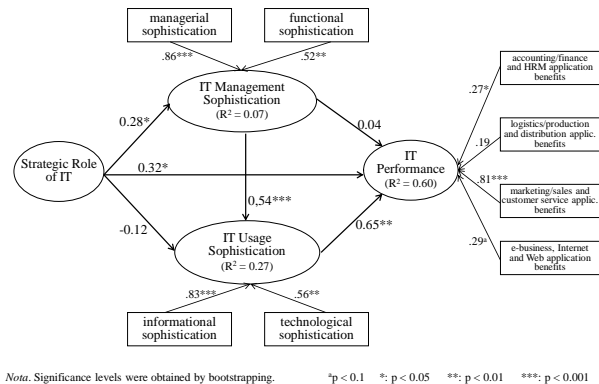 managerial
sophistication
functional
sophistication
.86***
.52**
IT Management
Sophistication
(R² = 0.07)
accounting/finance
and HRM application
benefits
.27*
0.28*
0.04
logistics/production
and distribution applic.
benefits
.19
Strategic Role
of IT
0.32*
IT
Performance
(R² = 0.60)
.81***
marketing/sales and
customer service applic.
benefits
0,54***
-0.12
0.65**
IT Usage
Sophistication
(R² = 0.27)
.29ᵃ
e-business, Internet
and Web application
benefits
.83***
.56**
informational
sophistication
technological
sophistication
Nota. Significance levels were obtained by bootstrapping. ᵃp < 0.1 *: p < 0.05 **: p < 0.01 ***: p < 0.001